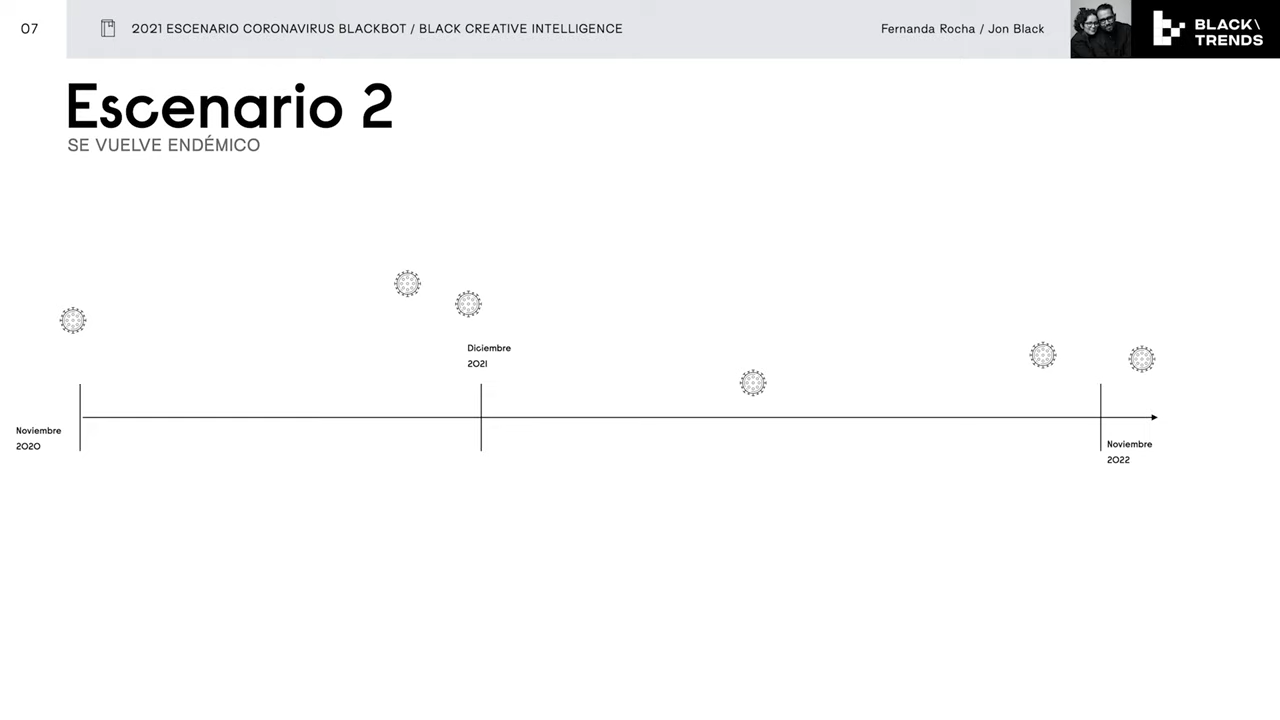 07
2021 ESCENARIO CORONAVIRUS BLACKBOT / BLACK CREATIVE INTELLIGENCE
Fernanda Rocha / Jon Black
BLACK\
TRENDS
Escenario 2
SE VUELVE ENDÉMICO
Diciembre
2021
Noviembre
2020
Noviembre
2022